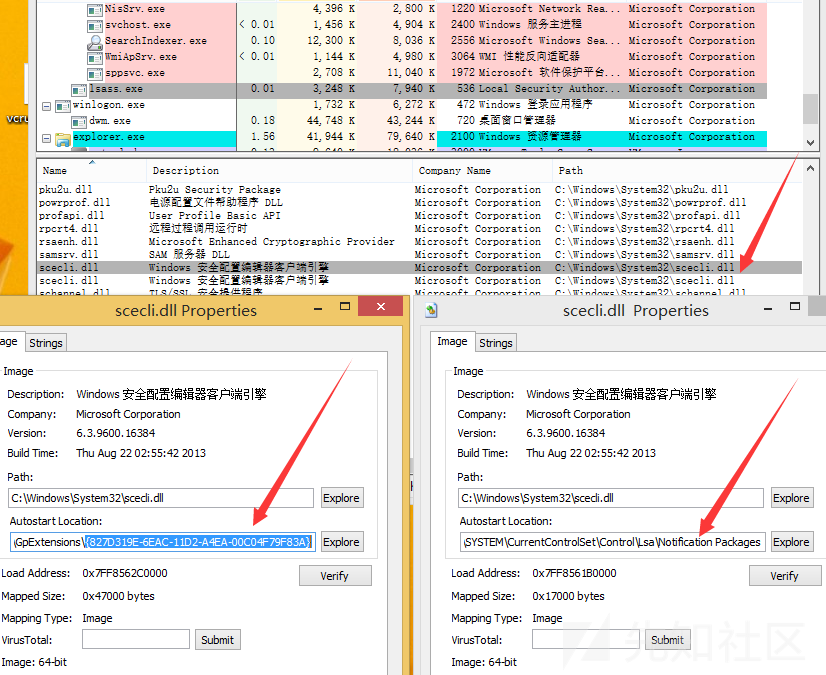 NisSrv.exe 4,396 K 2,800 K 1220 Microsoft Network Rea... Microsoft Corporation
svchost.exe < 0.01 1,456 K 4,904 K 2400 Windows 服务主进程 Microsoft Corporation
SearchIndexer.exe 0.10 12,300 K 8,036 K 2556 Microsoft Windows Sea... Microsoft Corporation
WmiApSrv.exe < 0.01 1,144 K 4,980 K 3064 WMI 性能反向适配器 Microsoft Corporation
sppsvc.exe 2,708 K 11,040 K 1972 Microsoft 软件保护平台... Microsoft Corporation
lsass.exe 0.01 3,248 K 7,940 K 536 Local Security Author... Microsoft Corporation
winlogon.exe 1,732 K 6,272 K 472 Windows 登录应用程序 Microsoft Corporation
dwm.exe 0.18 44,748 K 43,244 K 720 桌面窗口管理器 Microsoft Corporation
explorer.exe 1.56 41,944 K 79,640 K 2100 Windows 资源管理器 Microsoft Corporation
vcru
Name Description Company Name Path
pku2u.dll Pku2u Security Package Microsoft Corporation C:\Windows\System32\pku2u.dll
powrprof.dll 电源配置文件帮助程序 DLL Microsoft Corporation C:\Windows\System32\powrprof.dll
profapi.dll User Profile Basic API Microsoft Corporation C:\Windows\System32\profapi.dll
rpcrt4.dll 远程过程调用运行时 Microsoft Corporation C:\Windows\System32\rpcrt4.dll
rsaenh.dll Microsoft Enhanced Cryptographic Provider Microsoft Corporation C:\Windows\System32\rsaenh.dll
samsrv.dll SAM 服务器 DLL Microsoft Corporation C:\Windows\System32\samsrv.dll
scecli.dll Windows 安全配置编辑器客户端引擎 Microsoft Corporation C:\Windows\System32\scecli.dll
scecli.dll Windows 安全配置编辑器客户端引擎 Microsoft Corporation C:\Windows\System32\scecli.dll
schannel.dll TLS/SSL 安全提供程序 Microsoft Corporation C:\Windows\System32\schannel.dll
scecli.dll Properties
age Strings
Image
Description: Windows 安全配置编辑器客户端引擎
Company: Microsoft Corporation
Version: 6.3.9600.16384
Build Time: Thu Aug 22 02:55:42 2013
Path:
C:\Windows\System32\scecli.dll Explore
Autostart Location:
\GpExtensions\{827D319E-6EAC-11D2-A4EA-00C04F79F83A} Explore
Load Address: 0x7FF8562C0000
Verify
Mapped Size: 0x47000 bytes
Mapping Type: Image
VirusTotal: Submit
Image: 64-bit
scecli.dll Properties
Image Strings
Image
Description: Windows 安全配置编辑器客户端引擎
Company: Microsoft Corporation
Version: 6.3.9600.16384
Build Time: Thu Aug 22 02:55:42 2013
Path:
C:\Windows\System32\scecli.dll Explore
Autostart Location:
\SYSTEM\CurrentControlSet\Control\Lsa\Notification Packages Explore
Load Address: 0x7FF8561B0000
Verify
Mapped Size: 0x17000 bytes
Mapping Type: Image
VirusTotal: Submit
Image: 64-bit
先知社区